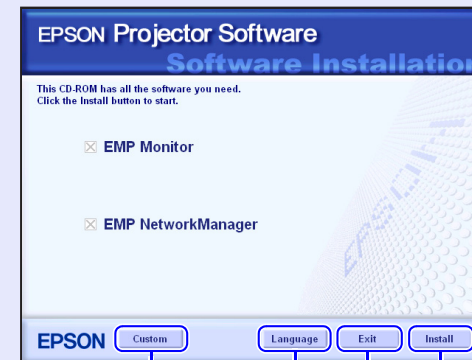 EPSON Projector Software
Software Installation
This CD-ROM has all the software you need.
Click the Install button to start.
EMP Monitor
EMP NetworkManager
EPSON
EPSON Custom Language Exit Install